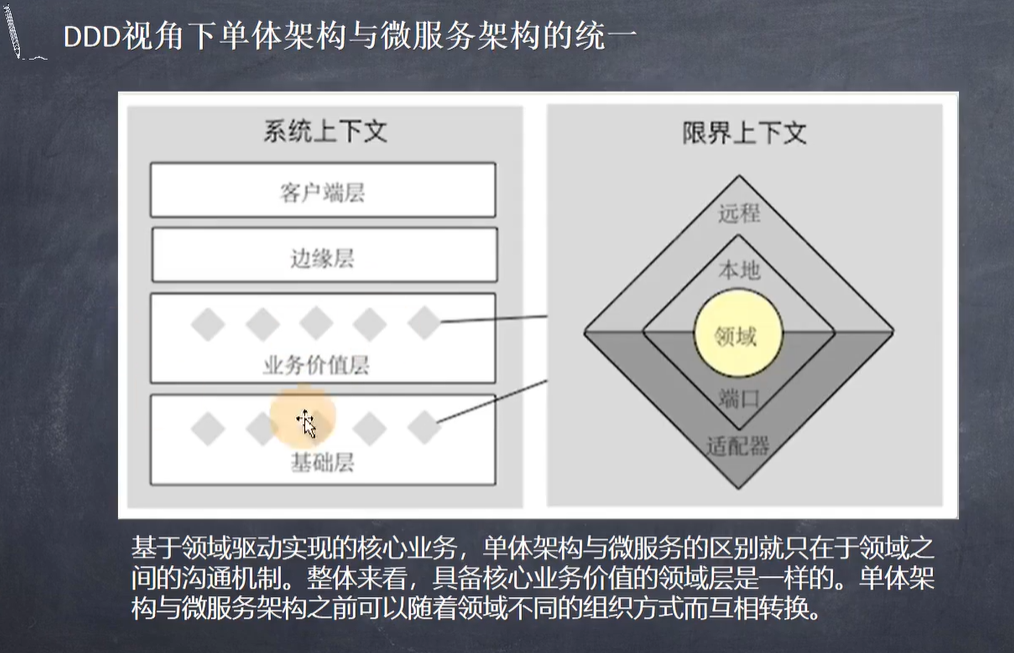 DDD视角下单体架构与微服务架构的统一
系统上下文
客户端层
边缘层
业务价值层
基础层
限界上下文
远程
本地
领域
端口
适配器
基于领域驱动实现的核心业务，单体架构与微服务的区别就只在于领域之
间的沟通机制。整体来看，具备核心业务价值的领域层是一样的。单体架
构与微服务架构之前可以随着领域不同的组织方式而互相转换。